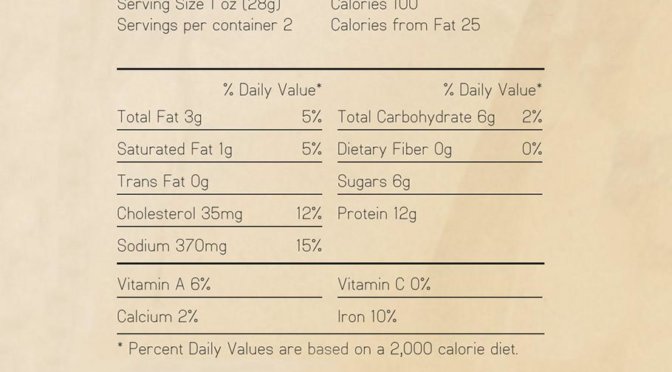 Serving Size 1 oz (28g) Calories 100
Servings per container 2 Calories from Fat 25
% Daily Value* % Daily Value*
Total Fat 3g 5% Total Carbohydrate 6g 2%
Saturated Fat 1g 5% Dietary Fiber 0g 0%
Trans Fat 0g Sugars 6g
Cholesterol 35mg 12% Protein 12g
Sodium 370mg 15%
Vitamin A 6% Vitamin C 0%
Calcium 2% Iron 10%
* Percent Daily Values are based on a 2,000 calorie diet.